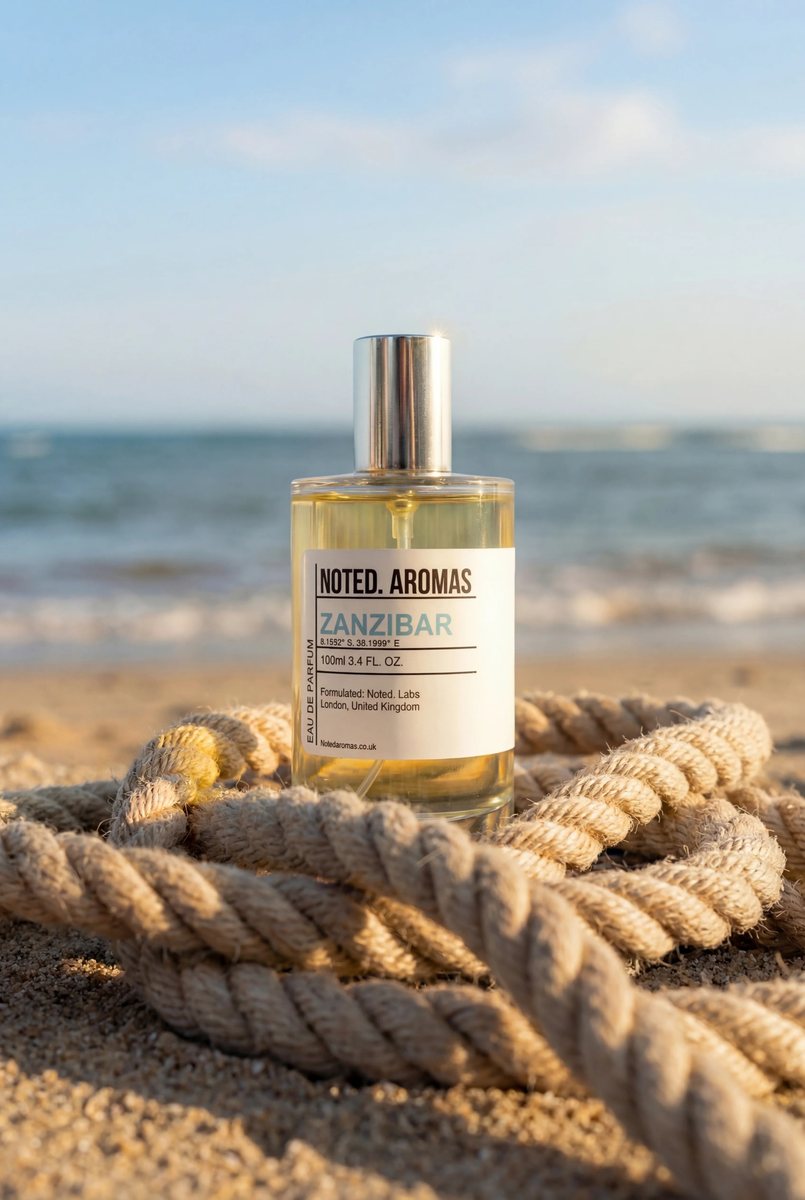 NOTED. AROMAS
ZANZIBAR
8.1552° S. 38.1999° E
100ml 3.4 FL. OZ.
Formulated: Noted. Labs
London, United Kingdom
Notedaromas.co.uk
EAU DE PARFUM